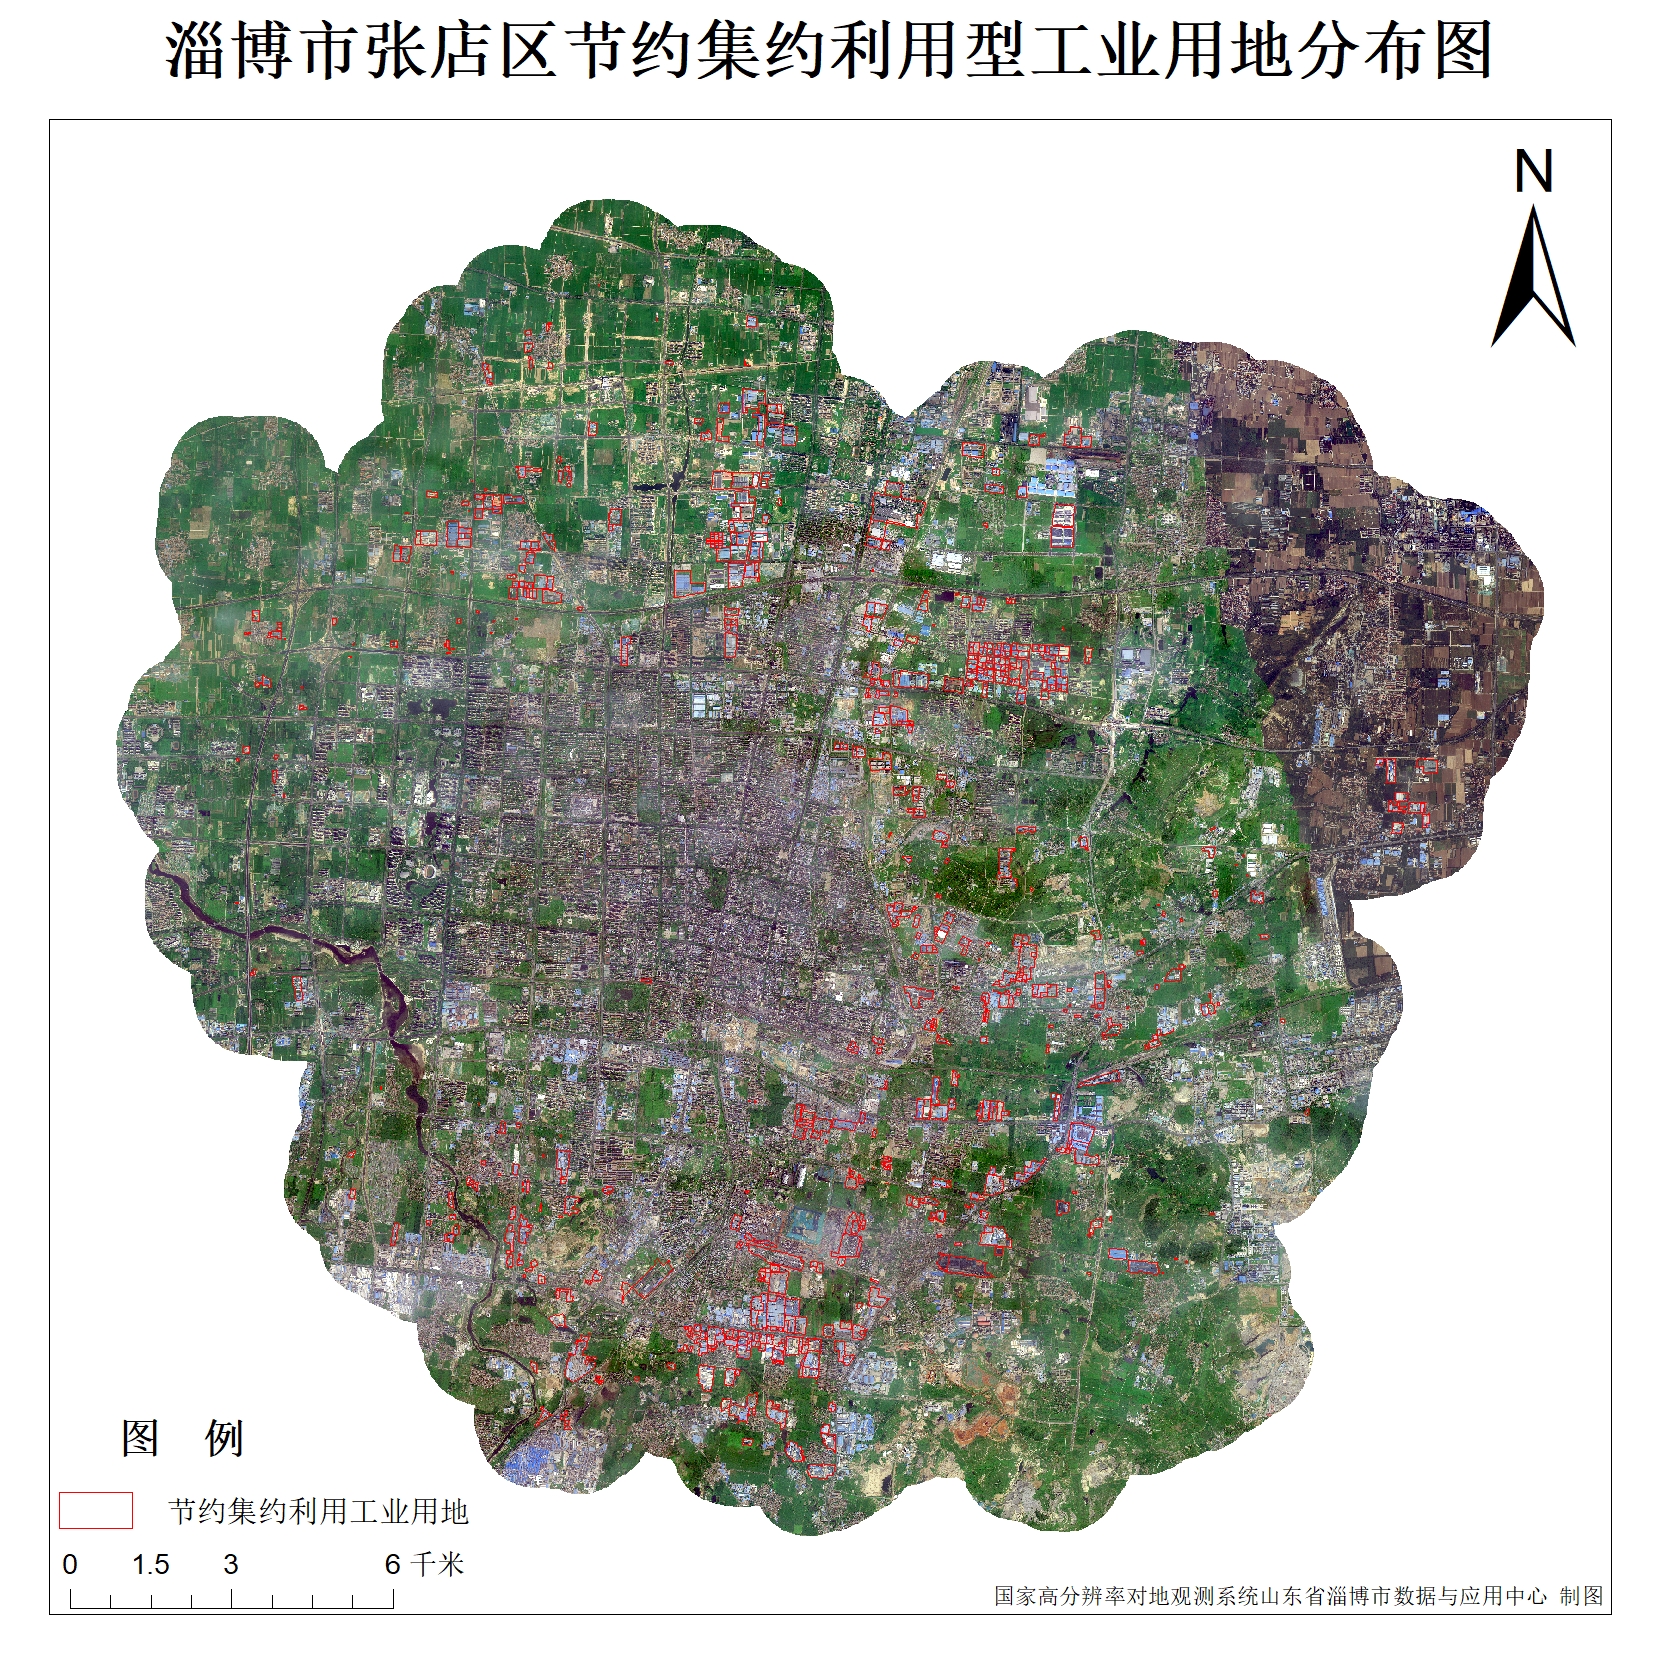 淄博市张店区节约集约利用型工业用地分布图
N
图 例
节约集约利用工业用地
0 1.5 3 6 千米
国家高分辨率对地观测系统山东省淄博市数据与应用中心 制图